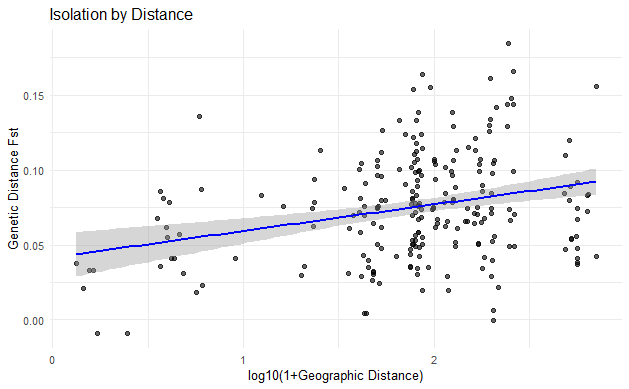 Isolation by Distance
Genetic Distance Fst
0.15
0.10
0.05
0.00
0
1
2
log10(1+Geographic Distance)